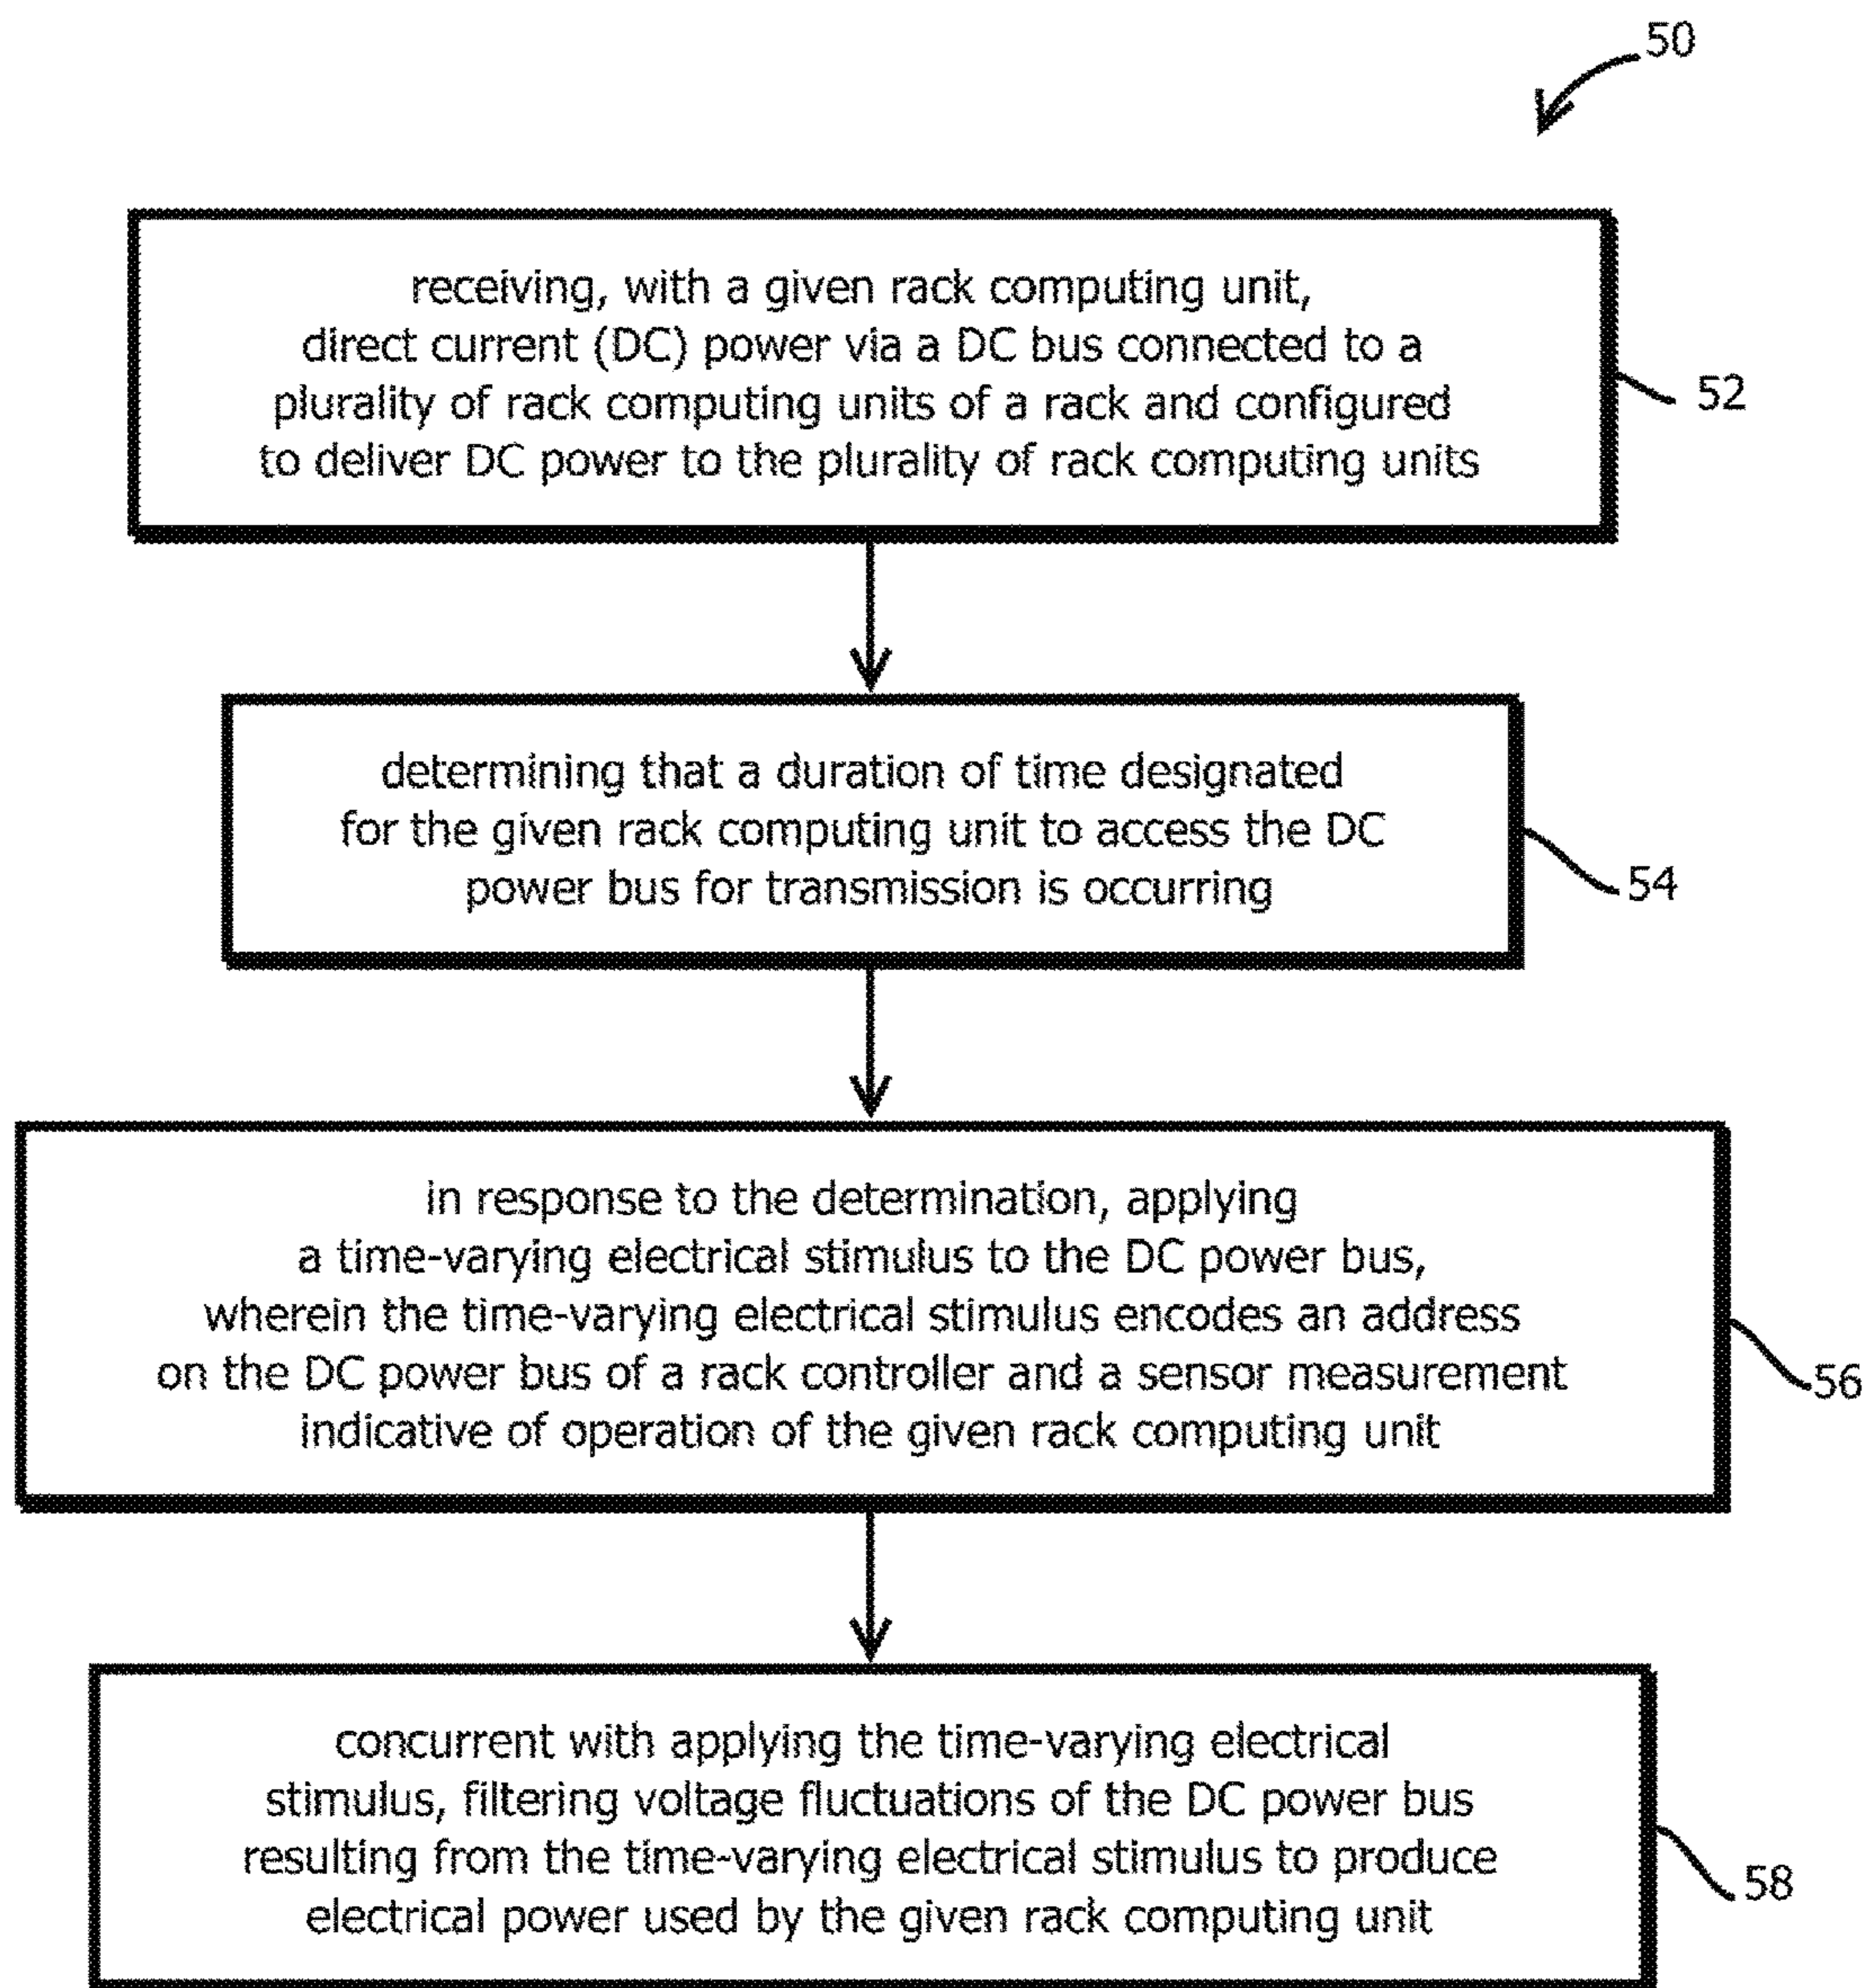 50
receiving, with a given rack computing unit,
direct current (DC) power via a DC bus connected to a
plurality of rack computing units of a rack and configured
to deliver DC power to the plurality of rack computing units
52
determining that a duration of time designated
for the given rack computing unit to access the DC
power bus for transmission is occurring
54
in response to the determination, applying
a time-varying electrical stimulus to the DC power bus,
wherein the time-varying electrical stimulus encodes an address
on the DC power bus of a rack controller and a sensor measurement
indicative of operation of the given rack computing unit
56
concurrent with applying the time-varying electrical
stimulus, filtering voltage fluctuations of the DC power bus
resulting from the time-varying electrical stimulus to produce
electrical power used by the given rack computing unit
58